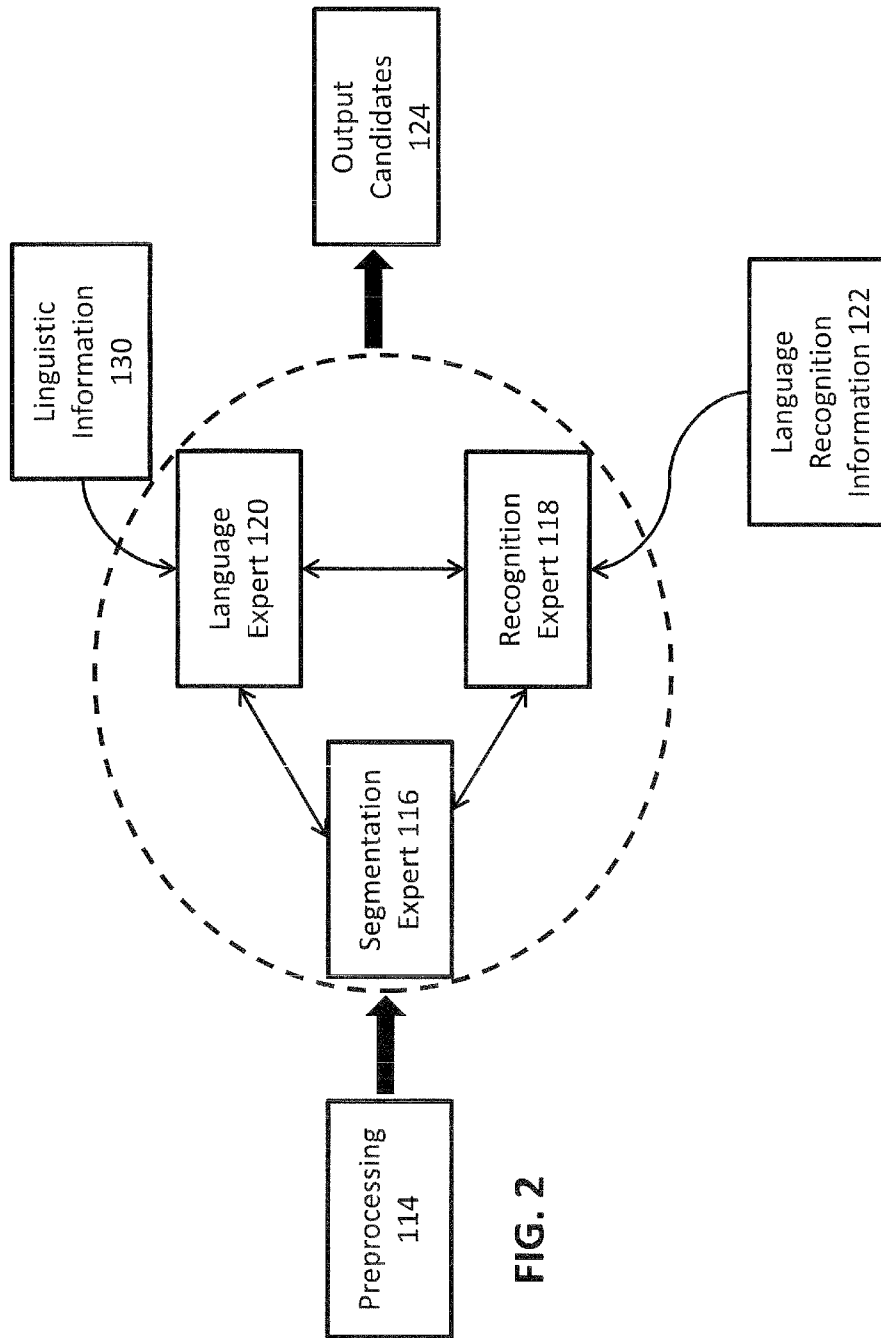 Preprocessing
114
Segmentation
Expert 116
Language
Expert 120
Recognition
Expert 118
Linguistic
Information
130
Language
Recognition
Information 122
Output
Candidates
124
FIG. 2